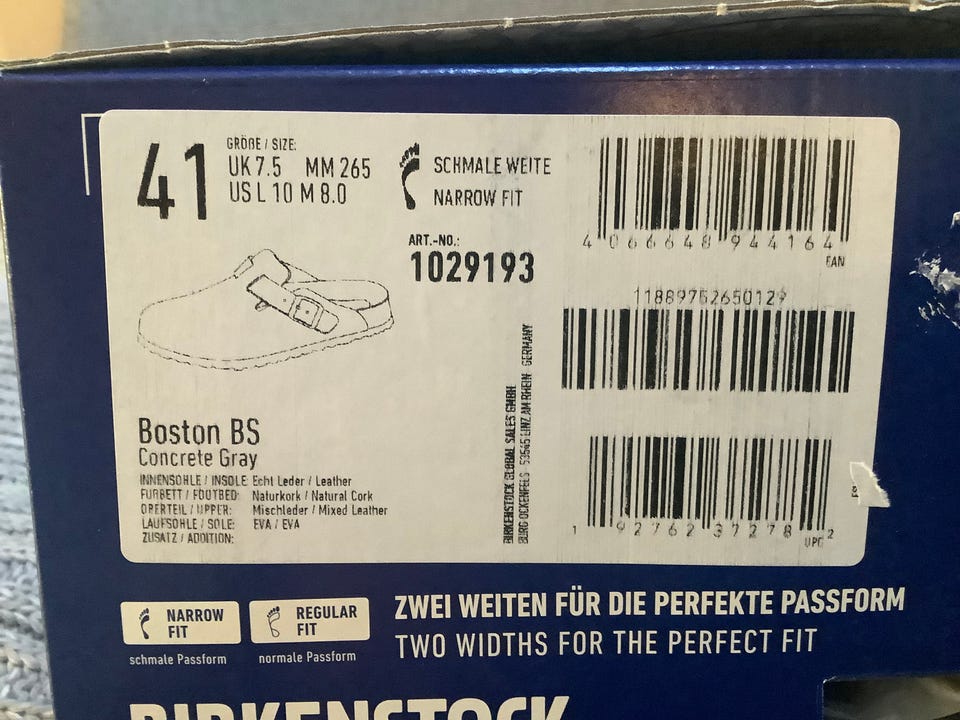 41
GRÖßE / SIZE:
UK 7.5 MM 265
US L 10 M 8.0
SCHMALE WEITE
NARROW FIT
ART.-NO.:
1029193
4 066648 944164
EAN
11889752650129
Boston BS
Concrete Gray
INNENSOHLE / INSOLE: Echt Leder / Leather
FUßBETT / FOOTBED: Naturkork / Natural Cork
OBERTEIL / UPPER: Mischleder / Mixed Leather
LAUFSOHLE / SOLE: EVA / EVA
ZUSATZ / ADDITION:
BIRKENSTOCK GLOBAL SALES GMBH
BURG OCKENFELS · 53545 LINZ AM RHEIN · GERMANY
1 92762 37278 2
UPC
NARROW
FIT
schmale Passform
REGULAR
FIT
normale Passform
ZWEI WEITEN FÜR DIE PERFEKTE PASSFORM
TWO WIDTHS FOR THE PERFECT FIT
BIRKENSTOCK